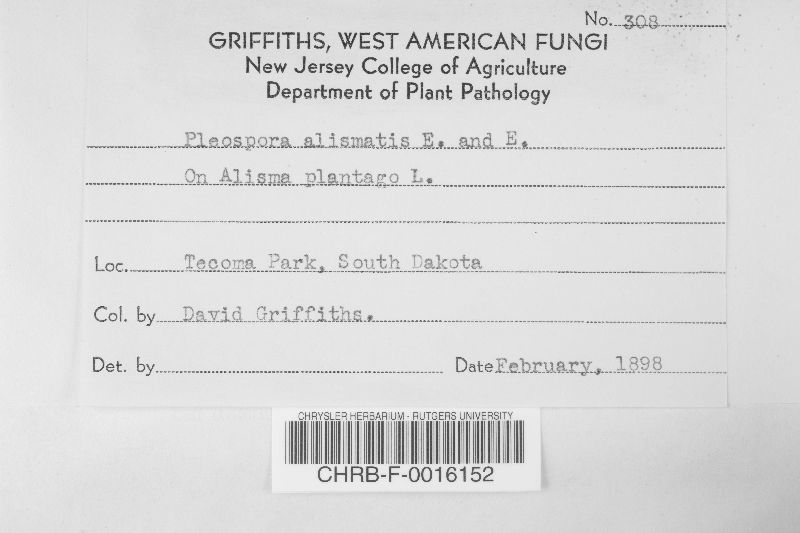 No. 308
GRIFFITHS, WEST AMERICAN FUNGI
New Jersey College of Agriculture
Department of Plant Pathology
Pleospora alismatis E. and E.
On Alisma plantago L.
Loc. Tecoma Park, South Dakota
Col. by David Griffiths.
Det. by Date February, 1898
CHRYSLER HERBARIUM - RUTGERS UNIVERSITY
CHRB-F-0016152